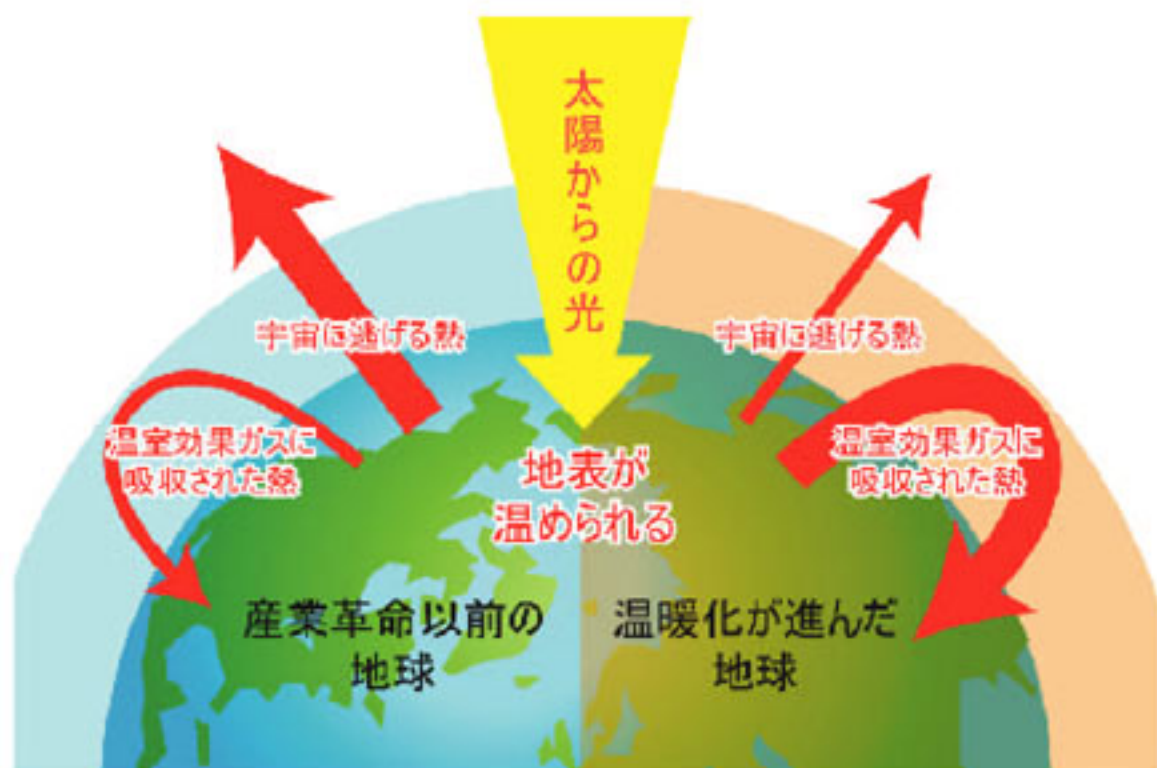 太陽からの光
宇宙に逃げる熱
宇宙に逃げる熱
温室効果ガスに
吸収された熱
温室効果ガスに
吸収された熱
地表が
温められる
産業革命以前の
地球
温暖化が進んだ
地球